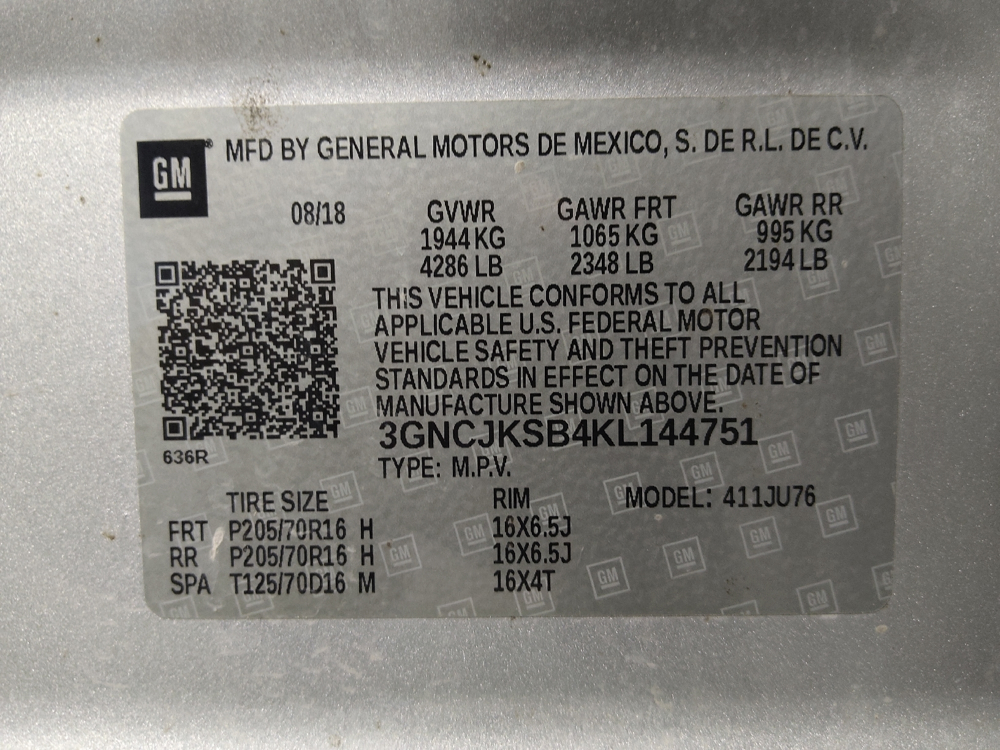 GM MFD BY GENERAL MOTORS DE MEXICO, S. DE R.L. DE C.V.
08/18 GVWR GAWR FRT GAWR RR
1944 KG 1065 KG 995 KG
4286 LB 2348 LB 2194 LB
THIS VEHICLE CONFORMS TO ALL
APPLICABLE U.S. FEDERAL MOTOR
VEHICLE SAFETY AND THEFT PREVENTION
STANDARDS IN EFFECT ON THE DATE OF
MANUFACTURE SHOWN ABOVE.
3GNCJKSB4KL144751
636R
TYPE: M.P.V.
TIRE SIZE RIM MODEL: 411JU76
FRT P205/70R16 H 16X6.5J
RR P205/70R16 H 16X6.5J
SPA T125/70D16 M 16X4T